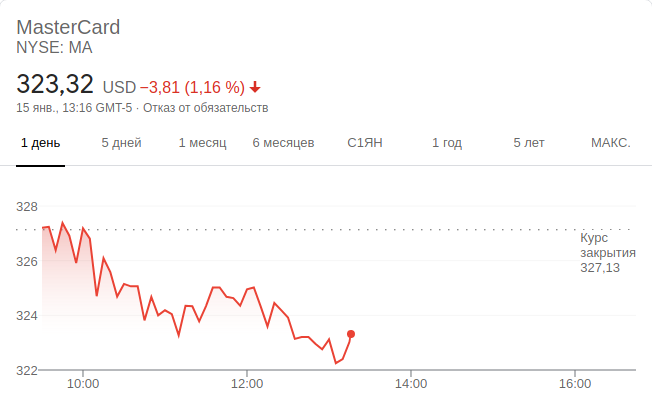 MasterCard
NYSE: MA
323,32 USD −3,81 (1,16 %)
15 янв., 13:16 GMT-5 · Отказ от обязательств
1 день 5 дней 1 месяц 6 месяцев С1ЯН 1 год 5 лет МАКС.
328
Курс
закрытия
327,13
326
324
322
10:00 12:00 14:00 16:00